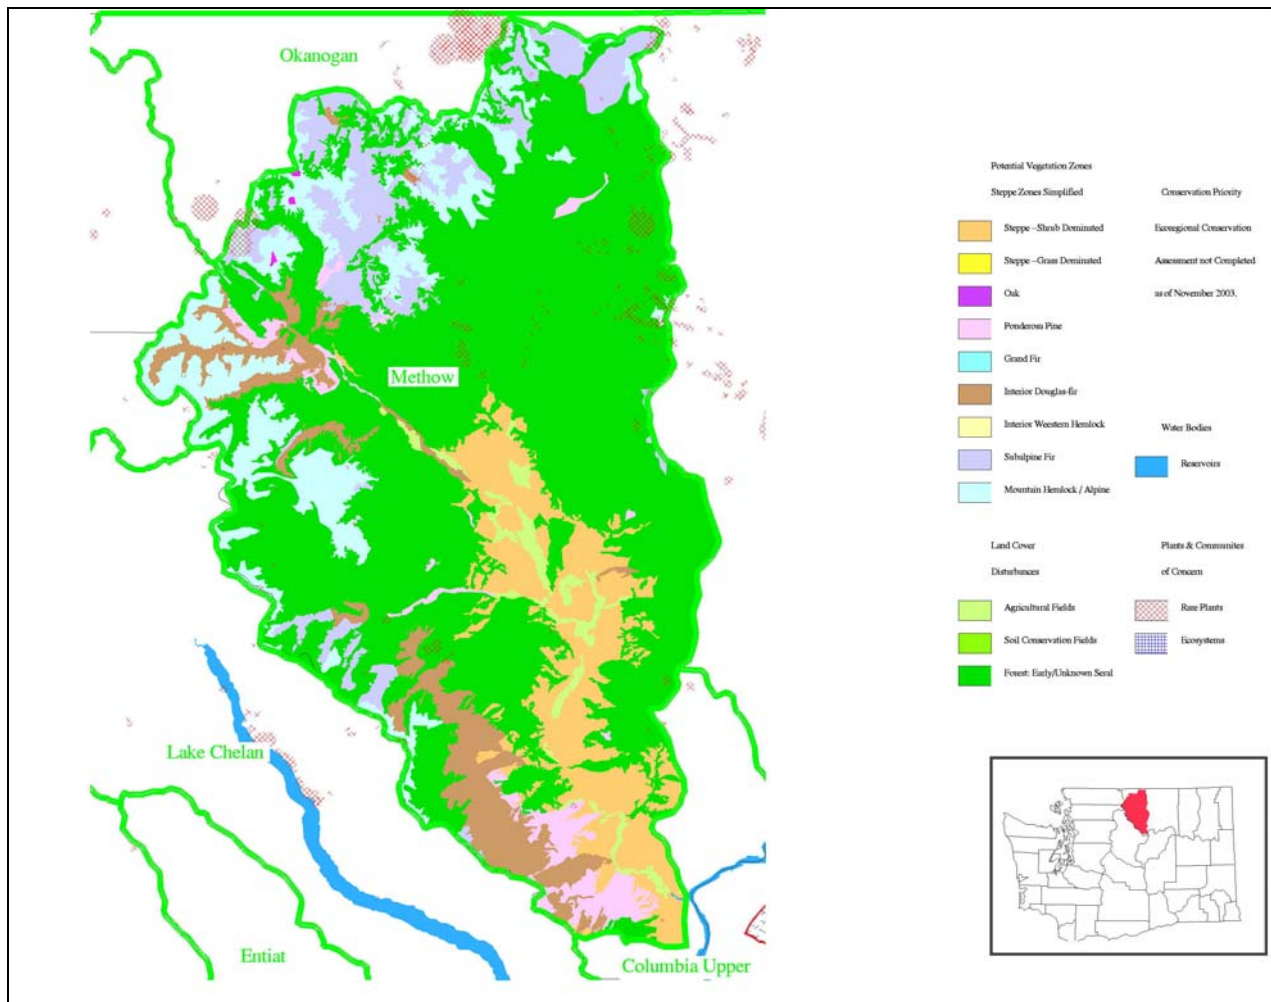 Okanogan
Methow
Lake Chelan
Entiat
Columbia Upper
Potential Vegetation Zones
Steppe Zones Simplified
Steppe – Shrub Dominated
Steppe – Grass Dominated
Oak
Ponderosa Pine
Grand Fir
Interior Douglas-fir
Interior Weestern Hemlock
Subalpine Fir
Mountain Hemlock / Alpine
Conservation Priority
Ecoregional Conservation
Assessment not Completed
as of November 2003.
Water Bodies
Reservoirs
Land Cover
Disturbances
Agricultural Fields
Soil Conservation Fields
Forest: Early/Unknown Seral
Plants & Communites
of Concern
Rare Plants
Ecosystems